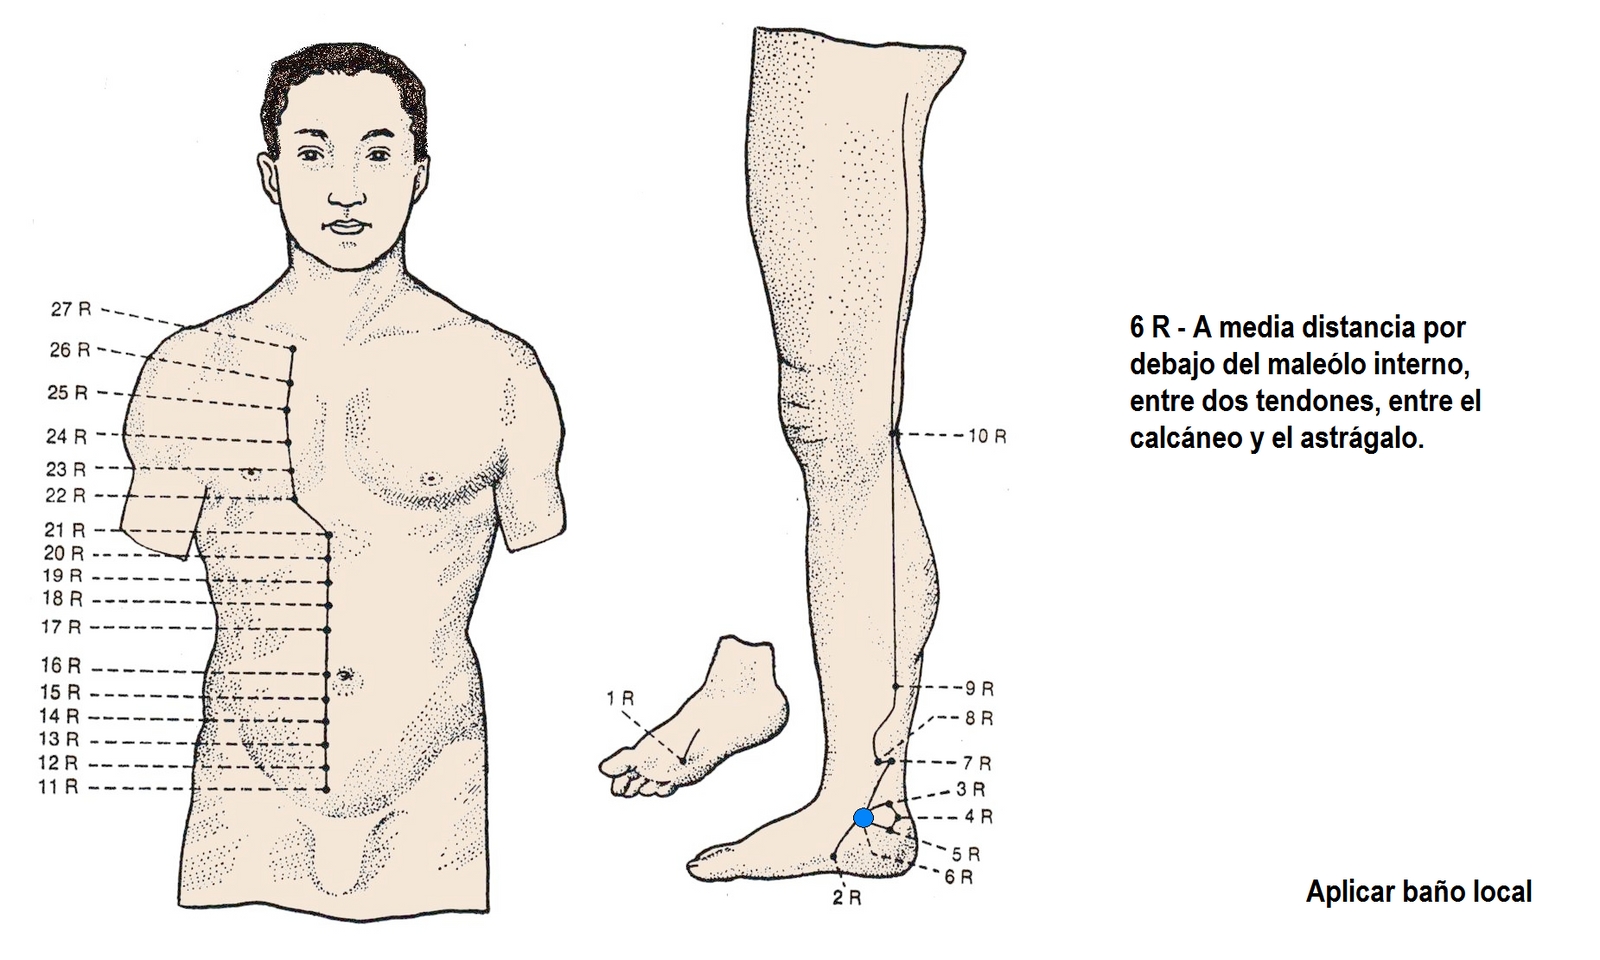 27 R
26 R
25 R
24 R
23 R
22 R
21 R
20 R
19 R
18 R
17 R
16 R
15 R
14 R
13 R
12 R
11 R
1 R
10 R
9 R
8 R
7 R
3 R
4 R
5 R
6 R
2 R
6 R - A media distancia por
debajo del maleólo interno,
entre dos tendones, entre el
calcáneo y el astrágalo.
Aplicar baño local